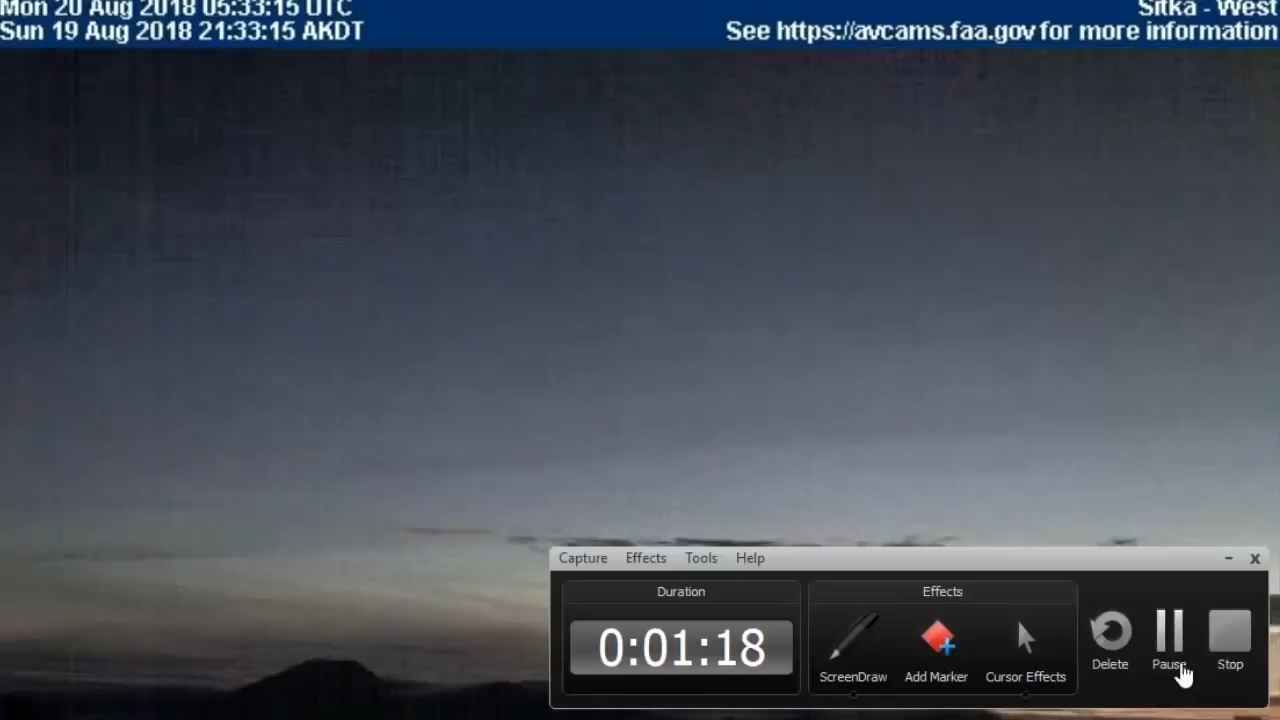 Mon 20 Aug 2018 05:33:15 UTC
Sitka - West
Sun 19 Aug 2018 21:33:15 AKDT
See https://avcams.faa.gov for more information
Capture Effects Tools Help
Duration
Effects
0:01:18
ScreenDraw
Add Marker
Cursor Effects
Delete
Pause
Stop